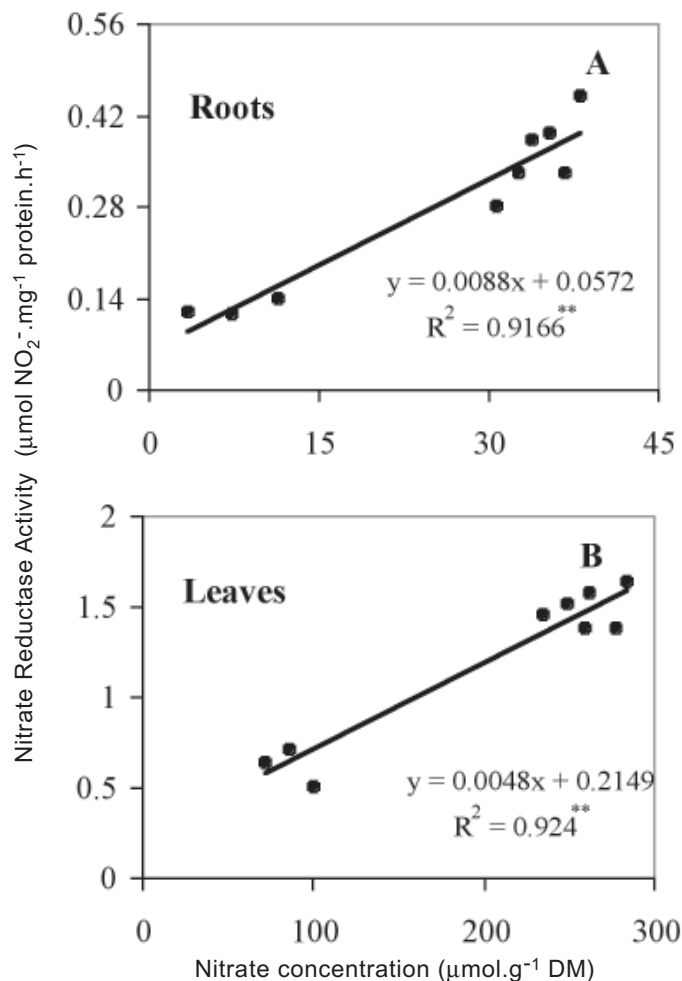 Nitrate Reductase Activity (μmol NO₂⁻.mg⁻¹ protein.h⁻¹)
0.56
A
Roots
0.42
0.28
y = 0.0088x + 0.0572
0.14
R² = 0.9166**
0
0 15 30 45
2
B
Leaves
1.5
1
y = 0.0048x + 0.2149
0.5
R² = 0.924**
0
0 100 200 300
Nitrate concentration (μmol.g⁻¹ DM)